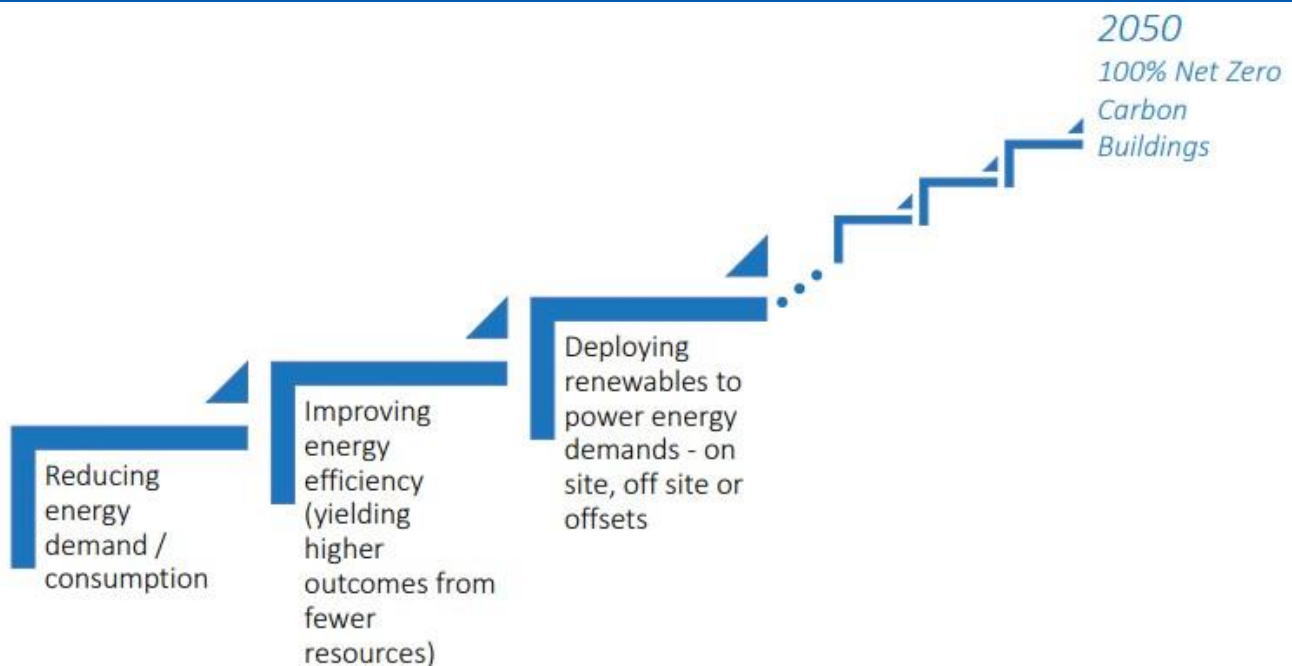 2050
100% Net Zero
Carbon
Buildings
Deploying
renewables to
power energy
demands - on
site, off site or
offsets
Improving
energy
efficiency
(yielding
higher
outcomes from
fewer
resources)
Reducing
energy
demand /
consumption